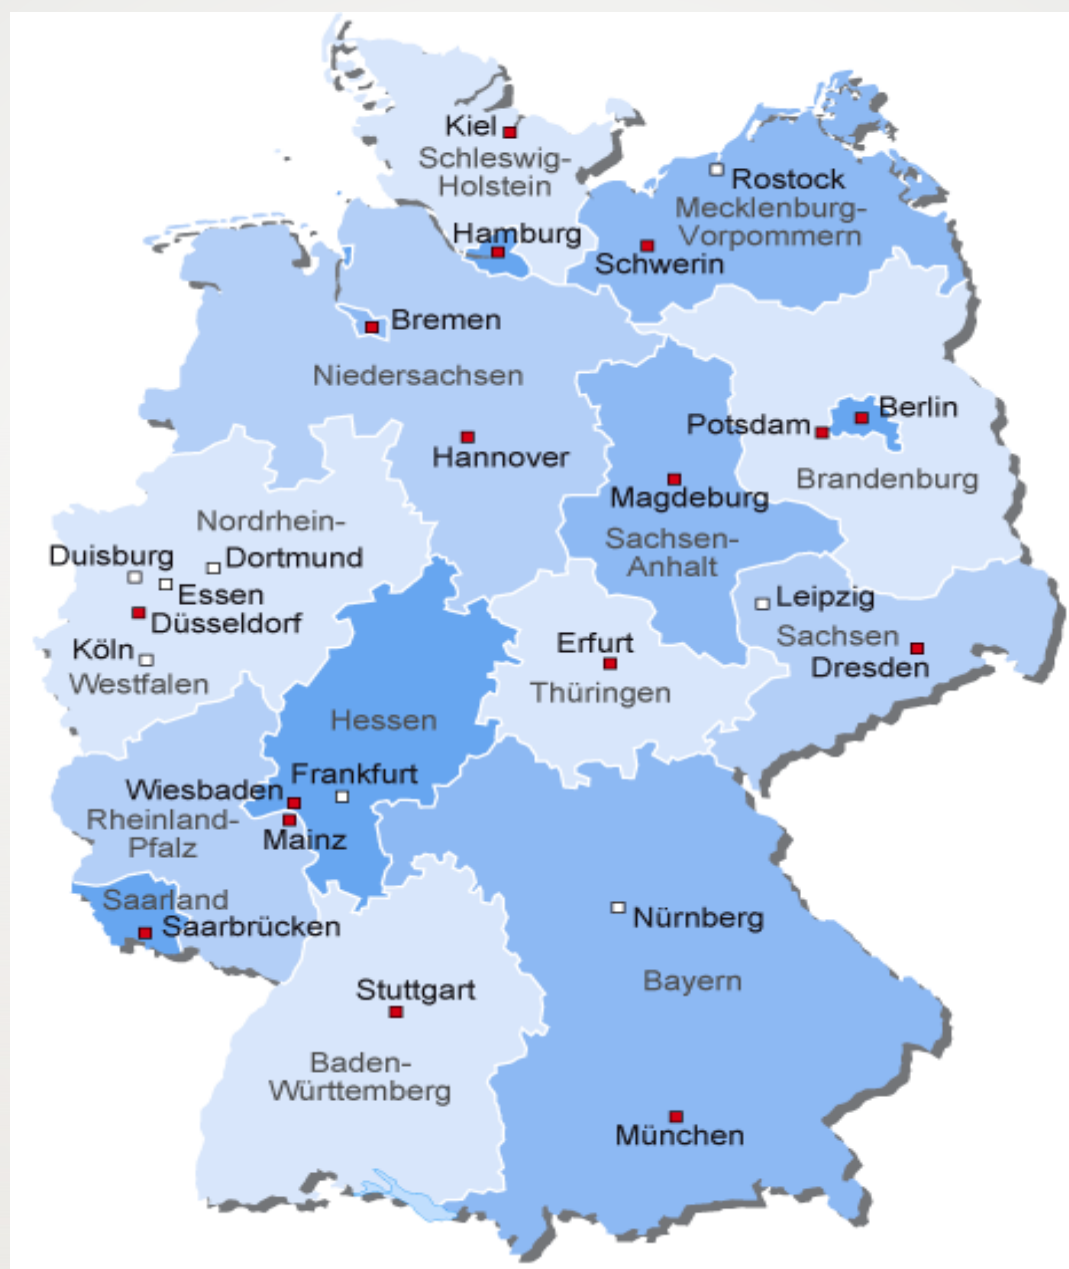 Kiel
Schleswig-
Holstein
Rostock
Mecklenburg-
Vorpommern
Hamburg
Schwerin
Bremen
Niedersachsen
Berlin
Potsdam
Hannover
Brandenburg
Magdeburg
Nordrhein-
Sachsen-
Anhalt
Duisburg
Dortmund
Essen
Leipzig
Düsseldorf
Sachsen
Köln
Erfurt
Dresden
Westfalen
Thüringen
Hessen
Frankfurt
Wiesbaden
Rheinland-
Pfalz
Mainz
Saarland
Saarbrücken
Nürnberg
Bayern
Stuttgart
Baden-
Württemberg
München